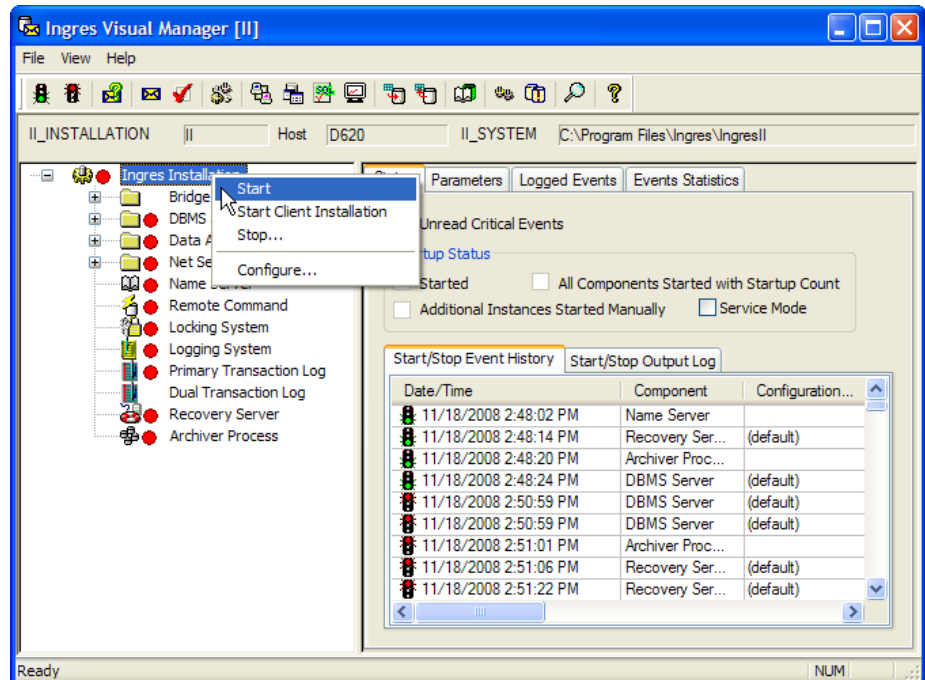 Ingres Visual Manager [II]
File View Help
II_INSTALLATION II Host D620 II_SYSTEM C:\Program Files\Ingres\IngresII
Ingres Installation
Bridge
DBMS
Data A
Net Se
Name Server
Remote Command
Locking System
Logging System
Primary Transaction Log
Dual Transaction Log
Recovery Server
Archiver Process
Start
Start Client Installation
Stop...
Configure...
Parameters Logged Events Events Statistics
Unread Critical Events
tup Status
Started All Components Started with Startup Count
Additional Instances Started Manually Service Mode
Start/Stop Event History Start/Stop Output Log
Date/Time Component Configuration...
11/18/2008 2:48:02 PM Name Server
11/18/2008 2:48:14 PM Recovery Ser... (default)
11/18/2008 2:48:20 PM Archiver Proc...
11/18/2008 2:48:24 PM DBMS Server (default)
11/18/2008 2:50:59 PM DBMS Server (default)
11/18/2008 2:50:59 PM DBMS Server (default)
11/18/2008 2:51:01 PM Archiver Proc...
11/18/2008 2:51:06 PM Recovery Ser... (default)
11/18/2008 2:51:22 PM Recovery Ser... (default)
Ready NUM